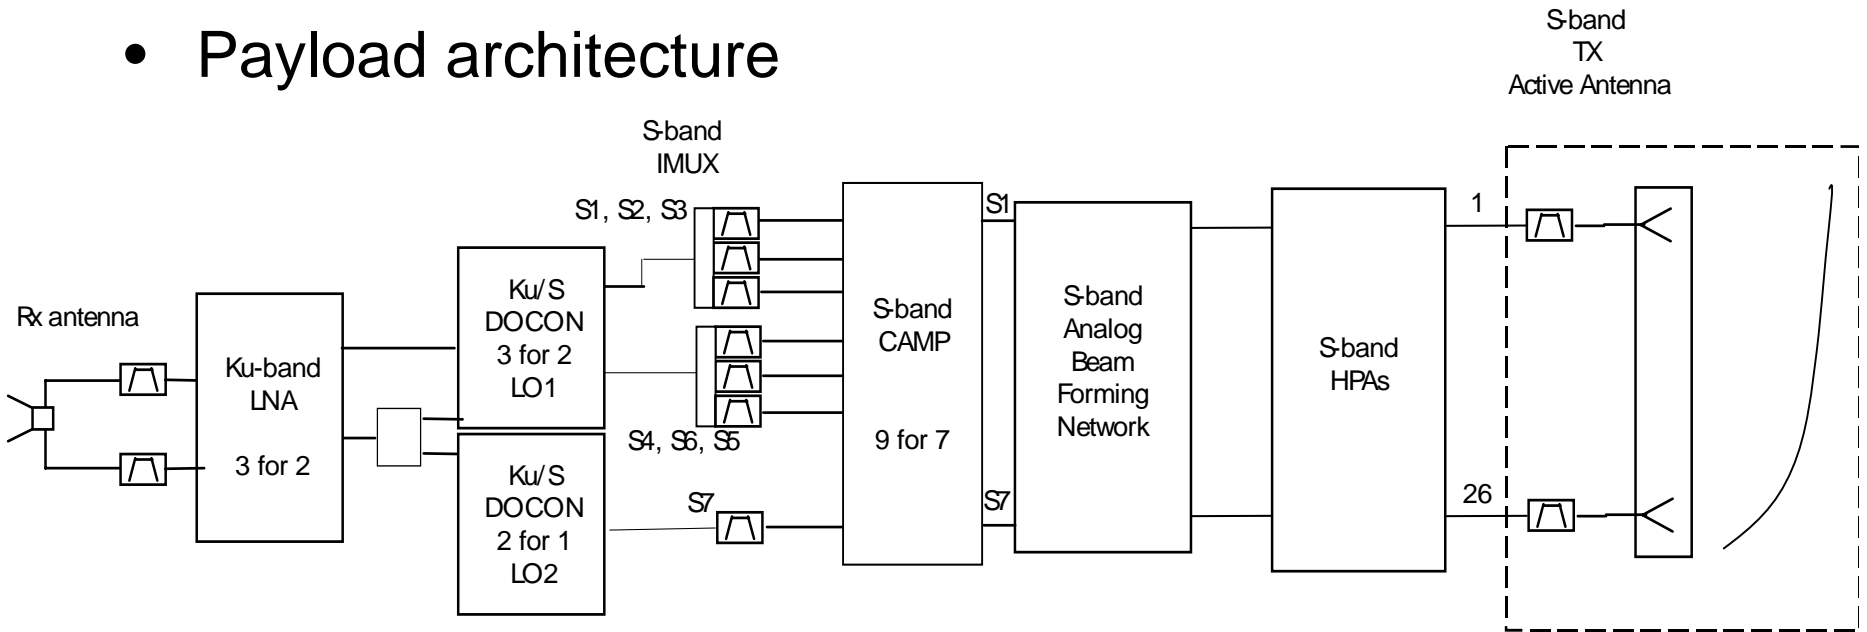 • Payload architecture
S-band
TX
Active Antenna
S-band
IMUX
S1, S2, S3
S1
1
Ku/S
DOCON
3 for 2
LO1
S-band
CAMP
9 for 7
S-band
Analog
Beam
Forming
Network
S-band
HPAs
Rx antenna
Ku-band
LNA
3 for 2
S4, S6, S5
Ku/S
DOCON
2 for 1
LO2
S7
S7
26